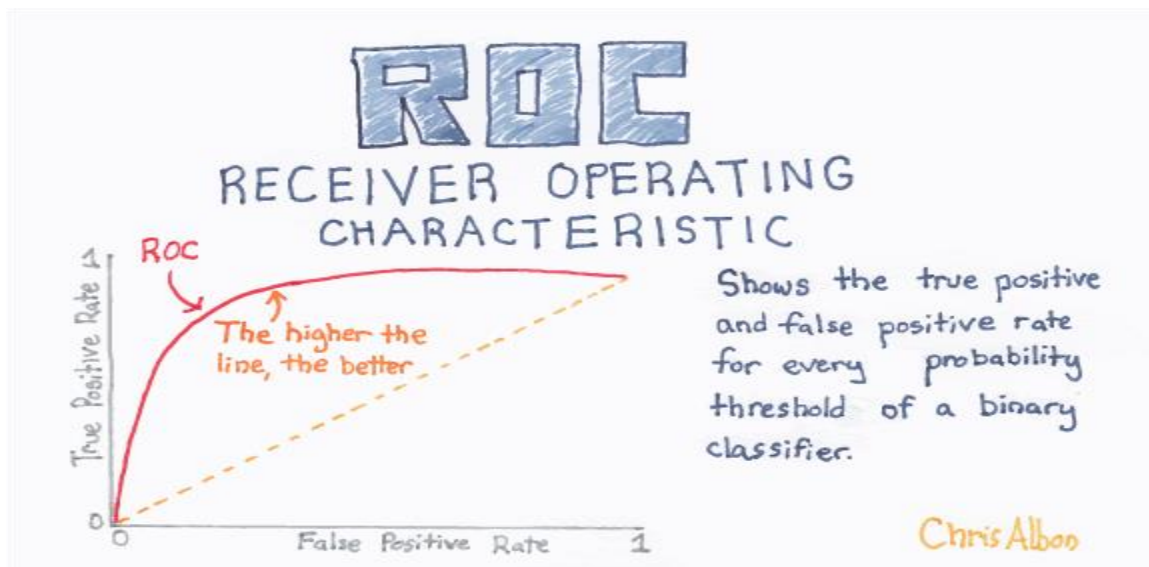 ROC
RECEIVER OPERATING
CHARACTERISTIC
ROC
The higher the
line, the better
True Positive Rate
1
0
0
False Positive Rate
1
Shows the true positive
and false positive rate
for every probability
threshold of a binary
classifier.
Chris Albon